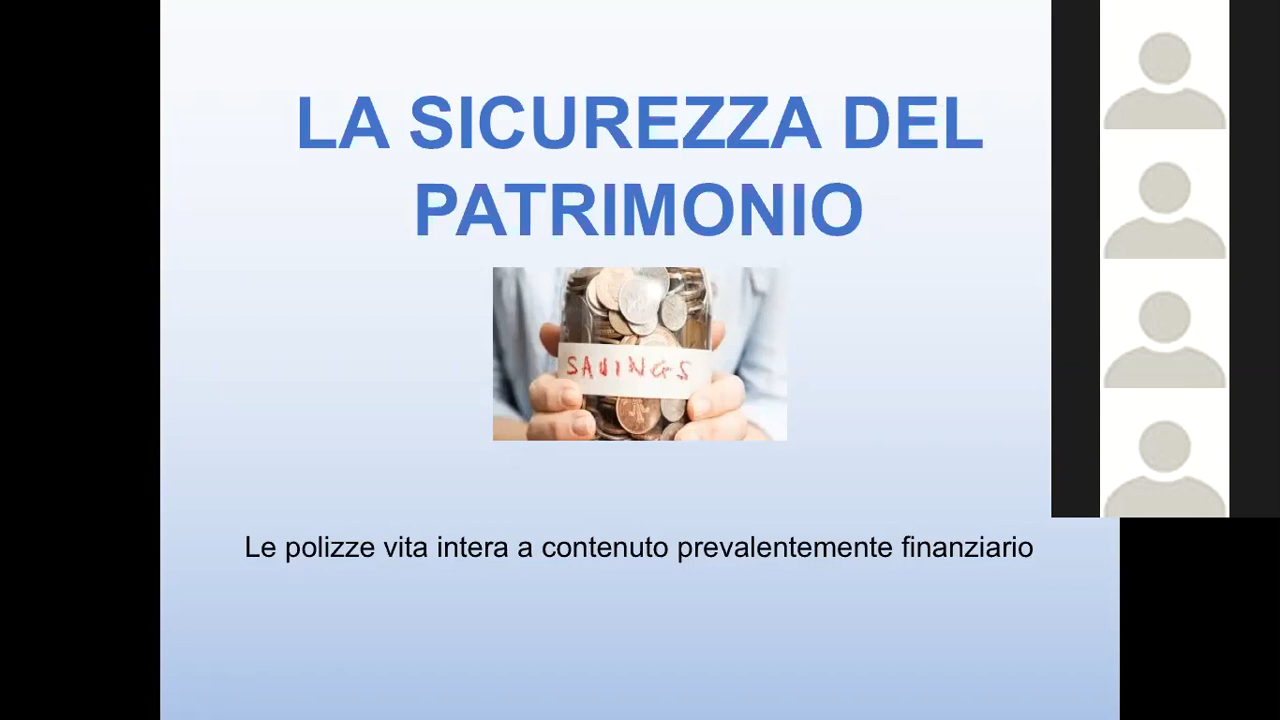 LA SICUREZZA DEL
PATRIMONIO
SAVINGS
Le polizze vita intera a contenuto prevalentemente finanziario